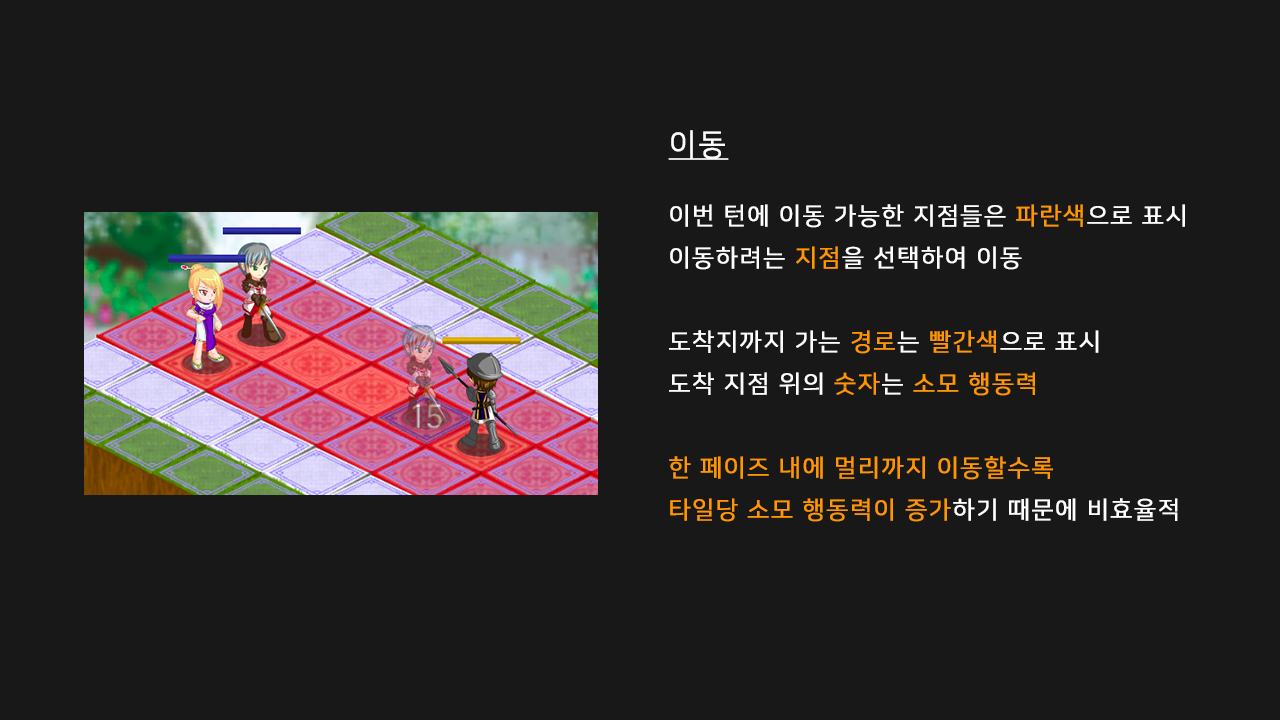 이동
이번 턴에 이동 가능한 지점들은 파란색으로 표시
이동하려는 지점을 선택하여 이동
도착지까지 가는 경로는 빨간색으로 표시
도착 지점 위의 숫자는 소모 행동력
한 페이즈 내에 멀리까지 이동할수록
타일당 소모 행동력이 증가하기 때문에 비효율적
15